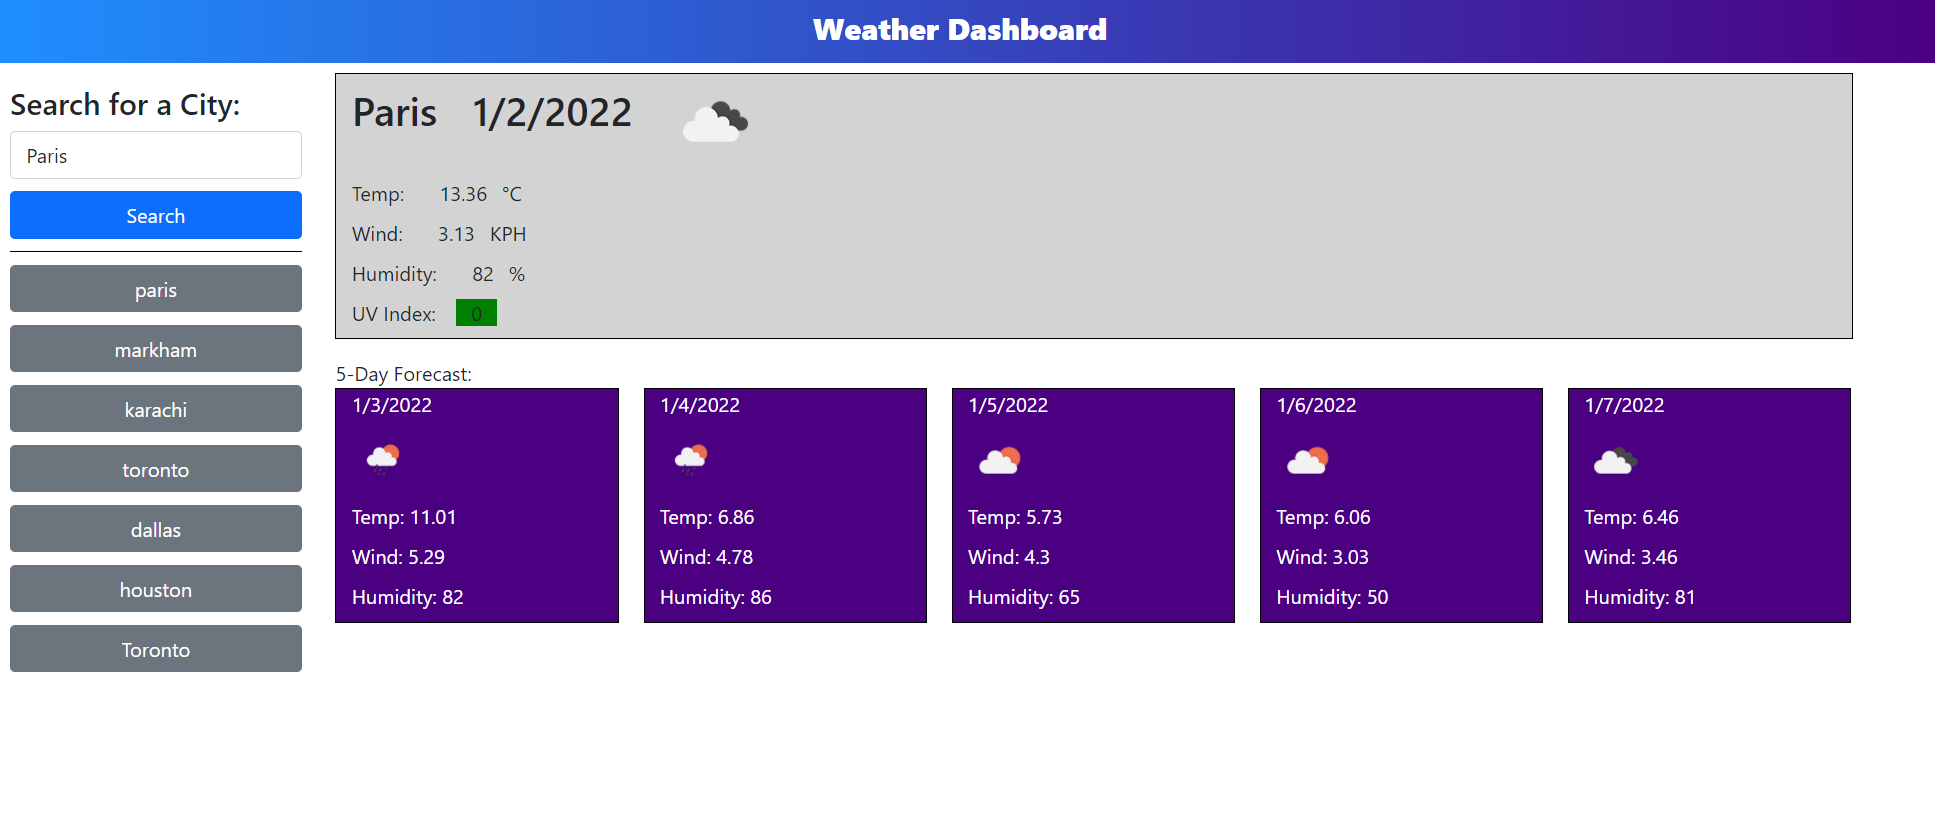 Weather Dashboard
Search for a City:
Paris
Search
paris
markham
karachi
toronto
dallas
houston
Toronto
Paris 1/2/2022
Temp: 13.36 °C
Wind: 3.13 KPH
Humidity: 82 %
UV Index: 0
5-Day Forecast:
1/3/2022
Temp: 11.01
Wind: 5.29
Humidity: 82
1/4/2022
Temp: 6.86
Wind: 4.78
Humidity: 86
1/5/2022
Temp: 5.73
Wind: 4.3
Humidity: 65
1/6/2022
Temp: 6.06
Wind: 3.03
Humidity: 50
1/7/2022
Temp: 6.46
Wind: 3.46
Humidity: 81